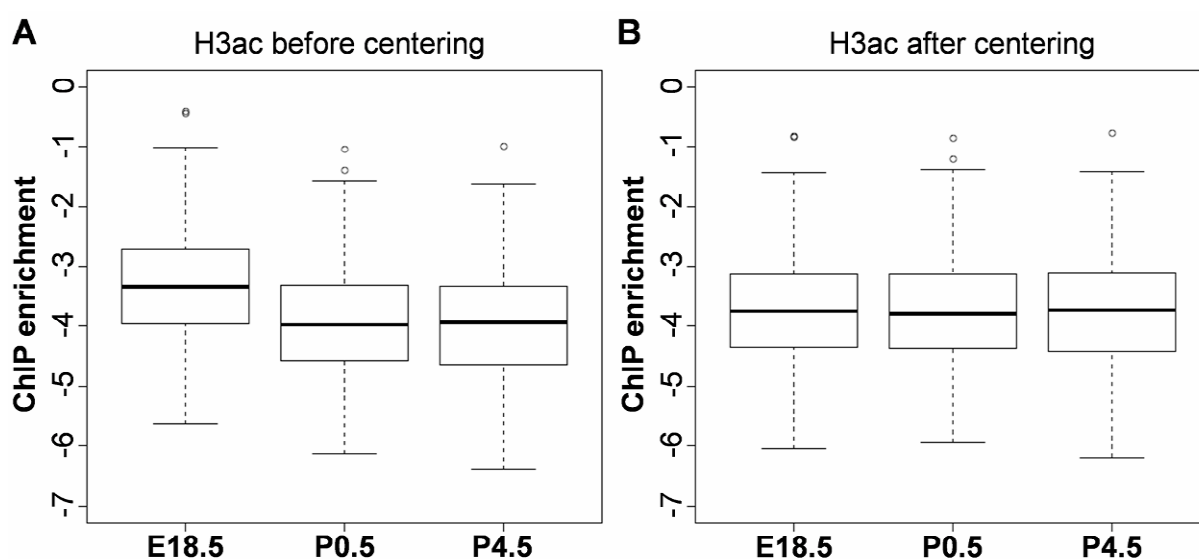 A
H3ac before centering
ChIP enrichment
0
-1
-2
-3
-4
-5
-6
-7
E18.5 P0.5 P4.5
B
H3ac after centering
ChIP enrichment
0
-1
-2
-3
-4
-5
-6
-7
E18.5 P0.5 P4.5